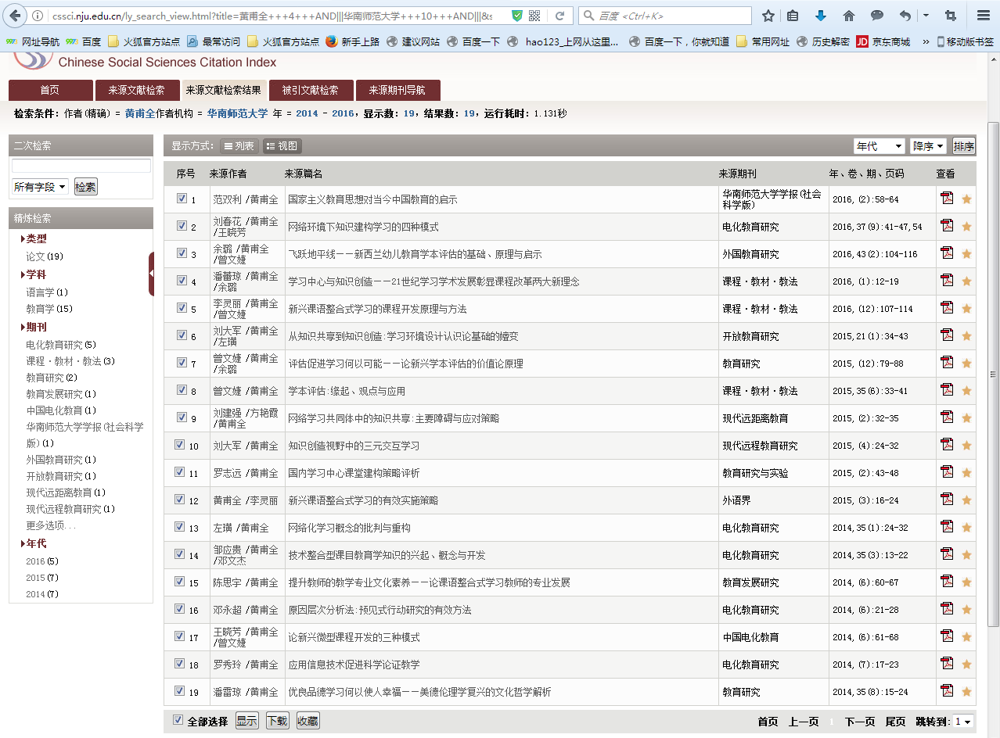 cssci.nju.edu.cn/ly_search_view.html?title=黄甫全+++4+++AND|||华南师范大学+++10+++AND|||&s
百度 <Ctrl+K>
网址导航 百度 火狐官方站点 最常访问 火狐官方站点 新手上路 建议网站 百度一下 hao123_上网从这里... 百度一下，你就知道 常用网址 历史解密 JD 京东商城 » 移动版书签
Chinese Social Sciences Citation Index
首页 来源文献检索 来源文献检索结果 被引文献检索 来源期刊导航
检索条件: 作者(精确) = 黄甫全作者机构 = 华南师范大学 年 = 2014 - 2016, 显示数: 19, 结果数: 19, 运行耗时: 1.131秒
二次检索
所有字段 检索
精炼检索
类型
论文 (19)
学科
语言学 (1)
教育学 (15)
期刊
电化教育研究 (5)
课程·教材·教法 (3)
教育研究 (2)
教育发展研究 (1)
中国电化教育 (1)
华南师范大学学报(社会科学
版) (1)
外国教育研究 (1)
开放教育研究 (1)
现代远距离教育 (1)
现代远程教育研究 (1)
更多选项...
年代
2016 (5)
2015 (7)
2014 (7)
显示方式: 列表 视图 年代 降序 排序
序号 来源作者 来源篇名 来源期刊 年、卷、期、页码 查看
1 范双利 /黄甫全 国家主义教育思想对当今中国教育的启示 华南师范大学学报(社会
科学版) 2016, (2):58-64
2 刘春花 /黄甫全
/王晓芳 网络环境下知识建构学习的四种模式 电化教育研究 2016,37(9):41-47,54
3 余璐 /黄甫全
/曾文婕 飞跃地平线——新西兰幼儿教育学本评估的基础、原理与启示 外国教育研究 2016,43(2):104-116
4 潘蕾琼 /黄甫全
/余璐 学习中心与知识创造——21世纪学习学术发展彰显课程改革两大新理念 课程·教材·教法 2016, (1):12-19
5 李灵丽 /黄甫全
/曾文婕 新兴课语整合式学习的课程开发原理与方法 课程·教材·教法 2016, (12):107-114
6 刘大军 /黄甫全
/左璜 从知识共享到知识创造:学习环境设计认识论基础的嬗变 开放教育研究 2015,21(1):34-43
7 曾文婕 /黄甫全
/余璐 评估促进学习何以可能——论新兴学本评估的价值论原理 教育研究 2015, (12):79-88
8 曾文婕 /黄甫全 学本评估:缘起、观点与应用 课程·教材·教法 2015,35(6):33-41
9 刘建强 /方艳霞
/黄甫全 网络学习共同体中的知识共享:主要障碍与应对策略 现代远距离教育 2015, (2):32-35
10 刘大军 /黄甫全 知识创造视野中的三元交互学习 现代远程教育研究 2015, (4):24-32
11 罗志远 /黄甫全 国内学习中心课堂建构策略评析 教育研究与实验 2015, (2):43-48
12 黄甫全 /李灵丽 新兴课语整合式学习的有效实施策略 外语界 2015, (3):16-24
13 左璜 /黄甫全 网络化学习概念的批判与重构 电化教育研究 2014,35(1):24-32
14 邹应贵 /黄甫全
/邓文杰 技术整合型课目教育学知识的兴起、概念与开发 电化教育研究 2014,35(3):13-22
15 陈思宇 /黄甫全 提升教师的教学专业文化素养——论课语整合式学习教师的专业发展 教育发展研究 2014, (6):60-67
16 邓永超 /黄甫全 原因层次分析法:预见式行动研究的有效方法 电化教育研究 2014, (6):21-28
17 王晓芳 /黄甫全
/曾文婕 论新兴微型课程开发的三种模式 中国电化教育 2014, (6):61-68
18 罗秀玲 /黄甫全 应用信息技术促进科学论证教学 电化教育研究 2014, (7):17-23
19 潘蕾琼 /黄甫全 优良品德学习何以使人幸福——美德伦理学复兴的文化哲学解析 教育研究 2014,35(8):15-24
全部选择 显示 下载 收藏 首页 上一页 1 下一页 尾页 跳转到: 1